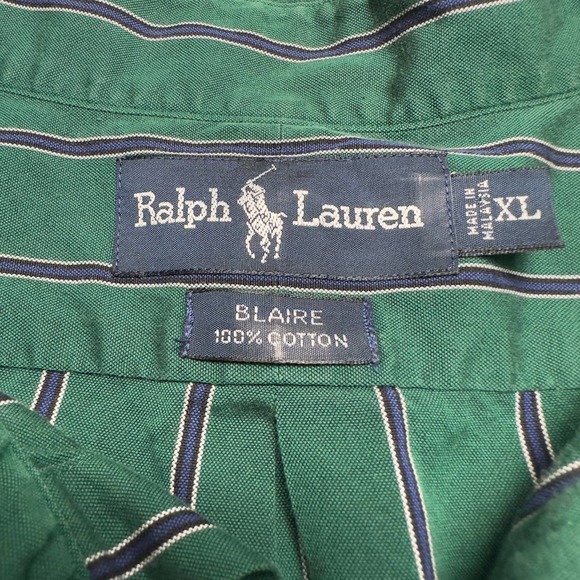 Ralph Lauren
MADE IN
MALAYSIA
XL
BLAIRE
100% COTTON